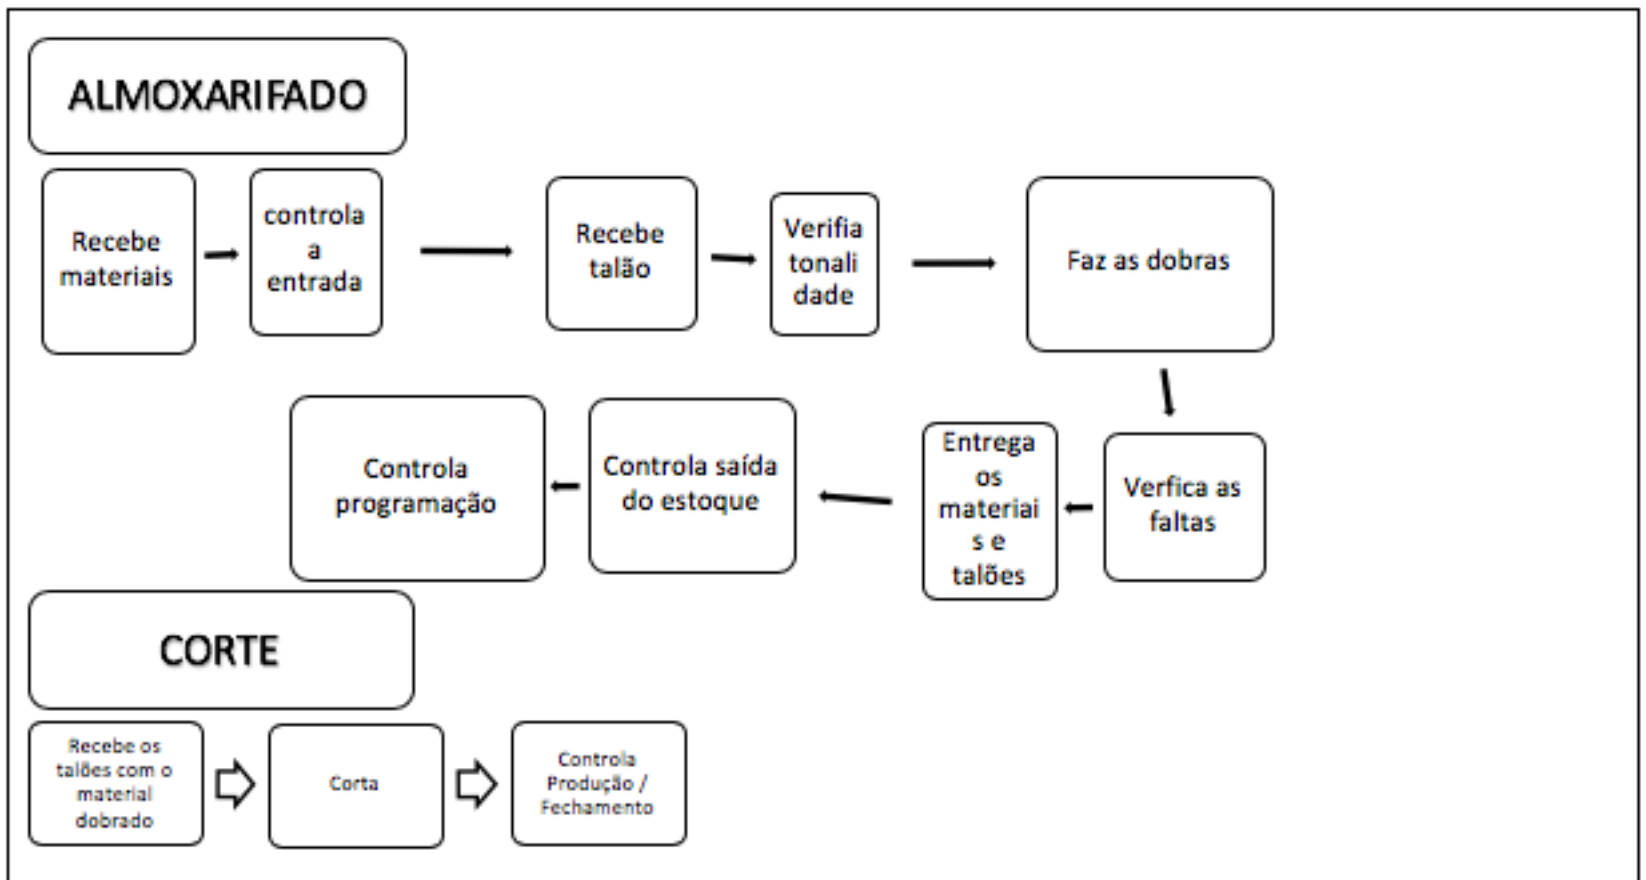 ALMOXARIFADO
Recebe
materiais
controla
a
entrada
Recebe
talão
Verifia
tonali
dade
Faz as dobras
Verfica as
faltas
Entrega
os
materiai
s e
talões
Controla saída
do estoque
Controla
programação
CORTE
Recebe os
talões com o
material
dobrado
Corta
Controla
Produção /
Fechamento